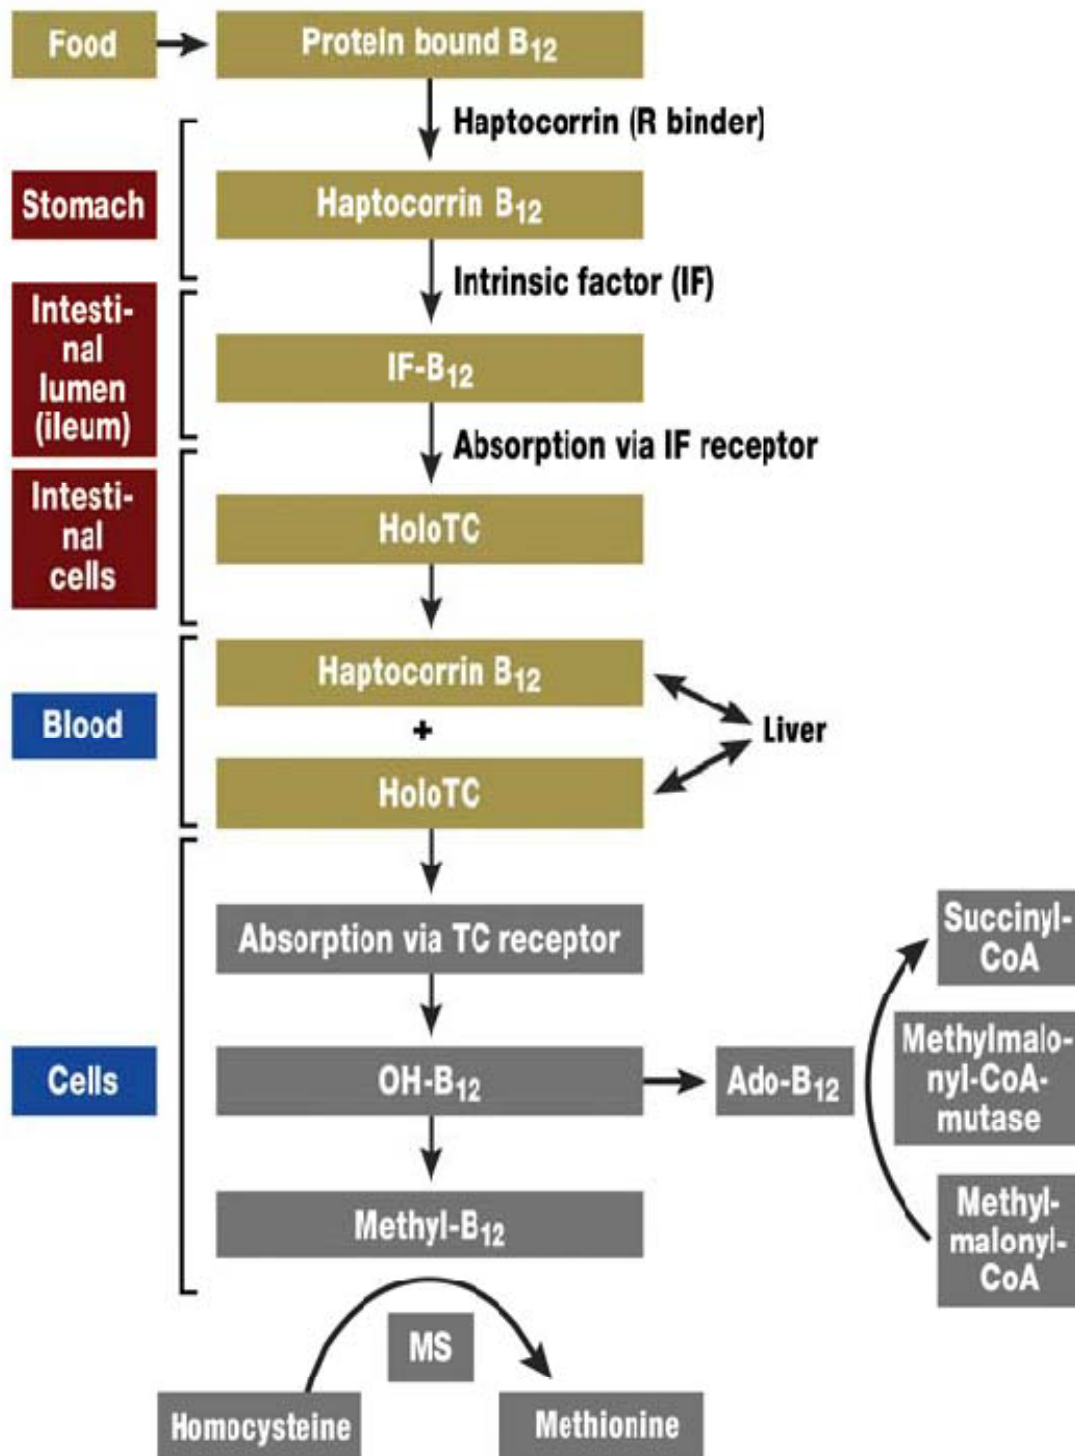 Food
Protein bound B₁₂
Haptocorrin (R binder)
Stomach
Haptocorrin B₁₂
Intrinsic factor (IF)
Intesti-
nal
lumen
(ileum)
IF-B₁₂
Absorption via IF receptor
Intesti-
nal
cells
HoloTC
Blood
Haptocorrin B₁₂
+
HoloTC
Liver
Cells
Absorption via TC receptor
OH-B₁₂
Ado-B₁₂
Succinyl-
CoA
Methylmalo-
nyl-CoA-
mutase
Methyl-
malonyl-
CoA
Methyl-B₁₂
MS
Homocysteine
Methionine